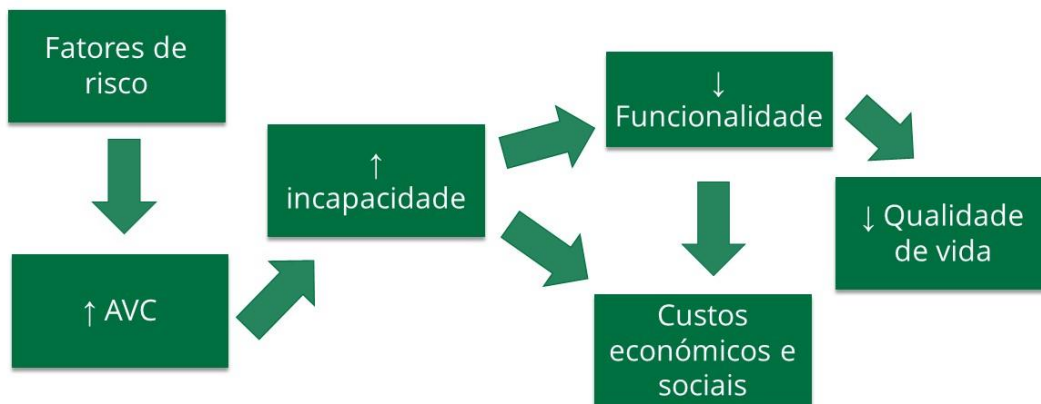 Fatores de
risco
↑ AVC
↑
incapacidade
↓
Funcionalidade
↓ Qualidade
de vida
Custos
económicos e
sociais